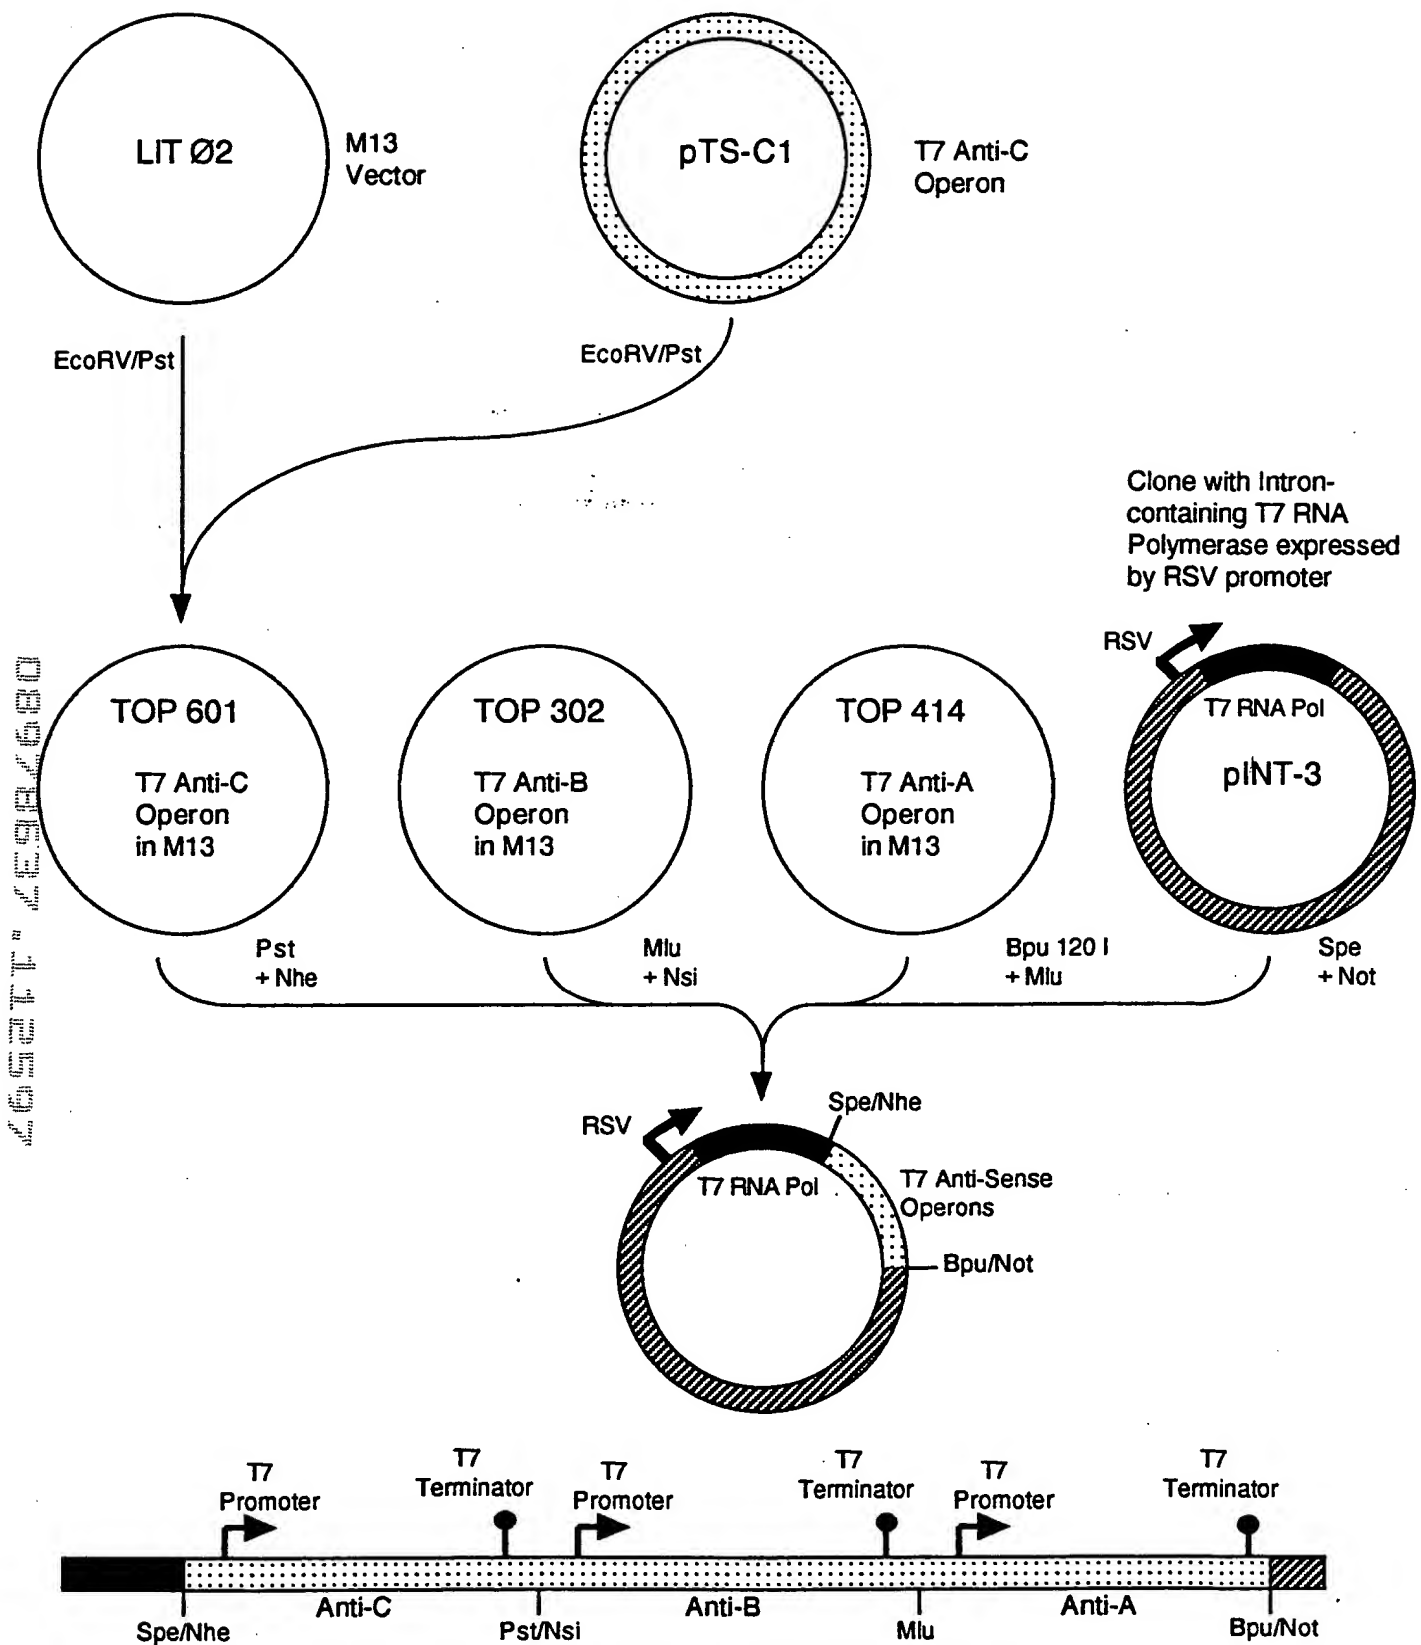 LIT Ø2
M13
Vector
pTS-C1
T7 Anti-C
Operon
EcoRV/Pst
EcoRV/Pst
Clone with Intron-
containing T7 RNA
Polymerase expressed
by RSV promoter
RSV
TOP 601
T7 Anti-C
Operon
in M13
TOP 302
T7 Anti-B
Operon
in M13
TOP 414
T7 Anti-A
Operon
in M13
T7 RNA Pol
pINT-3
Pst
+ Nhe
Mlu
+ Nsi
Bpu 120 I
+ Mlu
Spe
+ Not
RSV
Spe/Nhe
T7 RNA Pol
T7 Anti-Sense
Operons
Bpu/Not
T7
Promoter
T7
Terminator
T7
Promoter
T7
Terminator
T7
Promoter
T7
Terminator
Anti-C
Anti-B
Anti-A
Spe/Nhe
Pst/Nsi
Mlu
Bpu/Not
08978637 . 112597